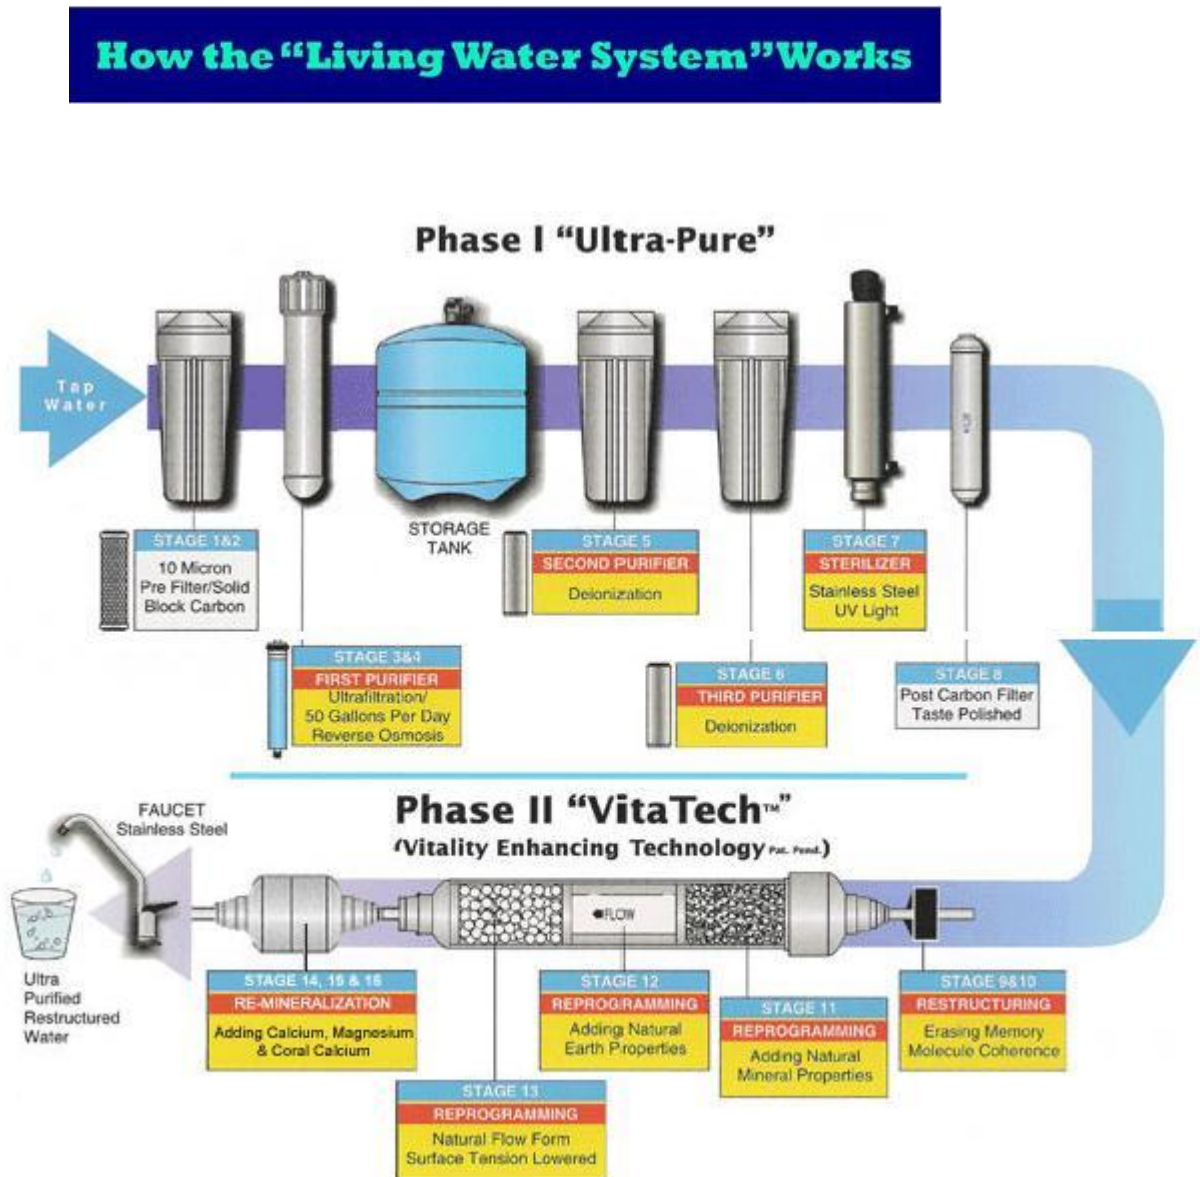 How the “Living Water System” Works
Phase I “Ultra-Pure”
Tap
Water
STORAGE
TANK
STAGE 1&2
10 Micron
Pre Filter/Solid
Block Carbon
STAGE 3&4
FIRST PURIFIER
Ultrafiltration/
50 Gallons Per Day
Reverse Osmosis
STAGE 5
SECOND PURIFIER
Deionization
STAGE 6
THIRD PURIFIER
Deionization
STAGE 7
STERILIZER
Stainless Steel
UV Light
STAGE 8
Post Carbon Filter
Taste Polished
Phase II “VitaTech™”
(Vitality Enhancing Technology Pat. Pend.)
FAUCET
Stainless Steel
FLOW
Ultra
Purified
Restructured
Water
STAGE 14, 15 & 16
RE-MINERALIZATION
Adding Calcium, Magnesium
& Coral Calcium
STAGE 13
REPROGRAMMING
Natural Flow Form
Surface Tension Lowered
STAGE 12
REPROGRAMMING
Adding Natural
Earth Properties
STAGE 11
REPROGRAMMING
Adding Natural
Mineral Properties
STAGE 9&10
RESTRUCTURING
Erasing Memory
Molecule Coherence